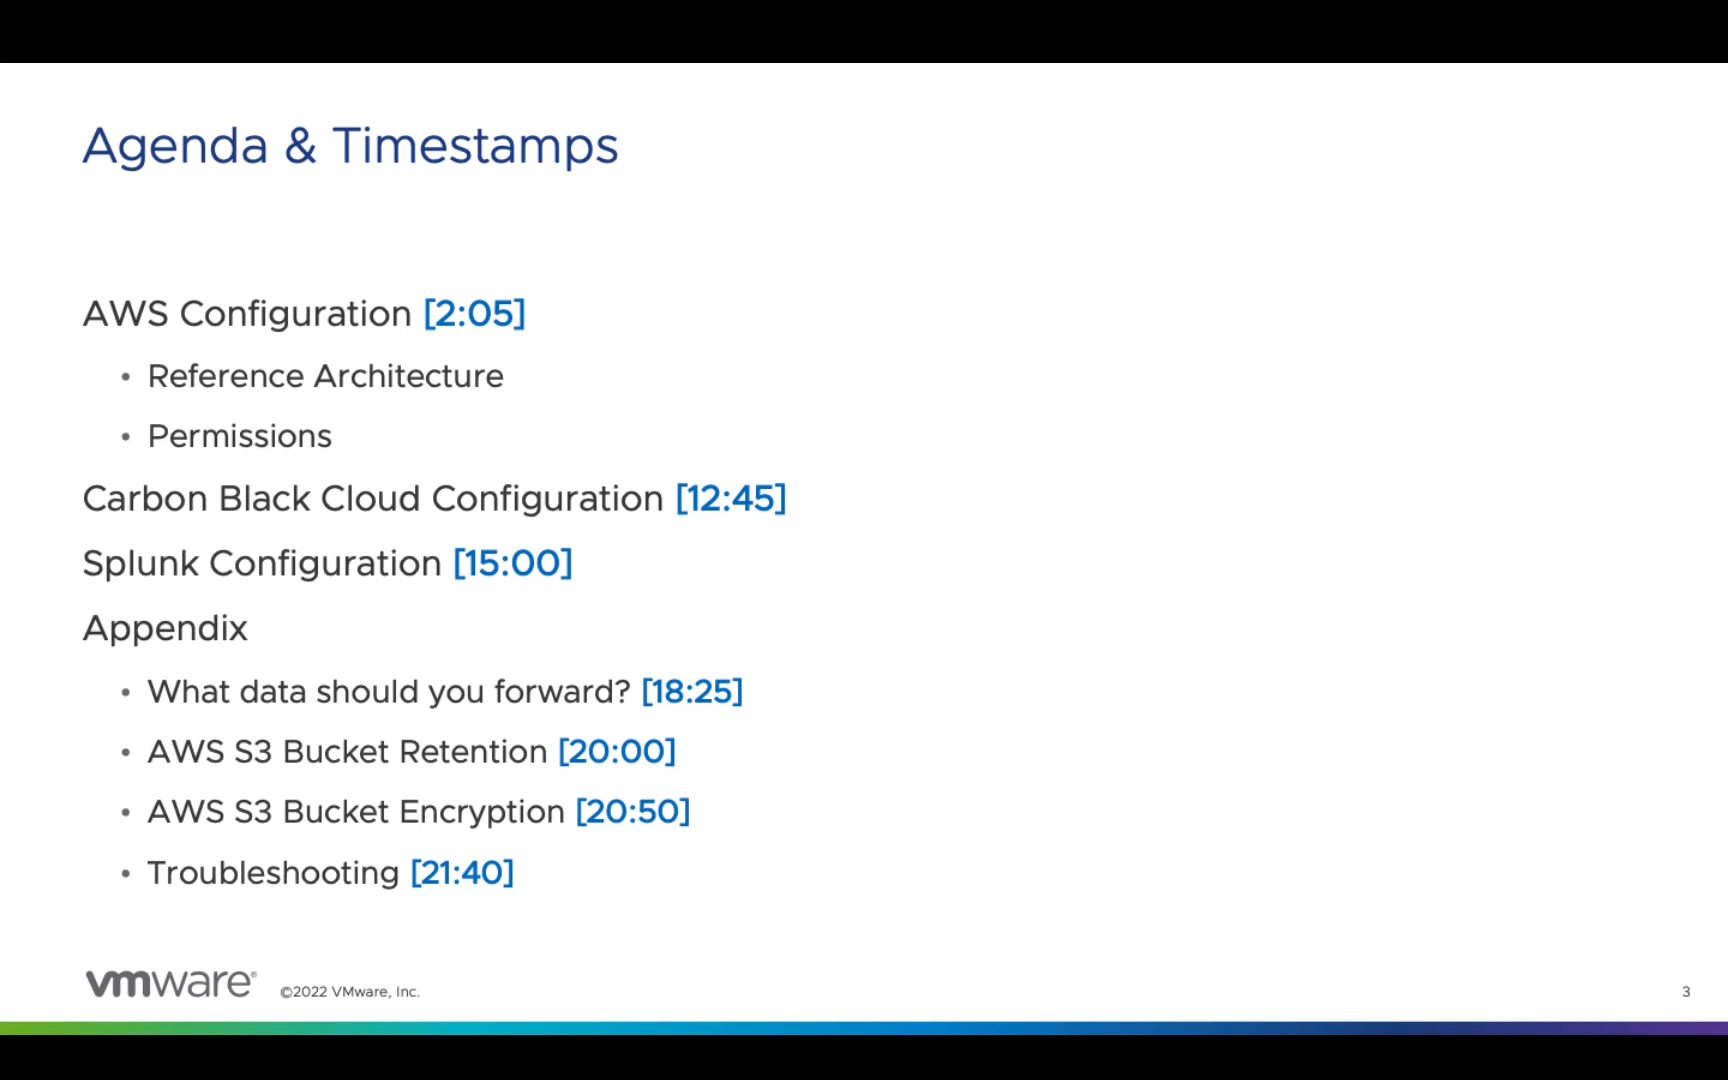 Agenda & Timestamps
AWS Configuration [2:05]
• Reference Architecture
• Permissions
Carbon Black Cloud Configuration [12:45]
Splunk Configuration [15:00]
Appendix
• What data should you forward? [18:25]
• AWS S3 Bucket Retention [20:00]
• AWS S3 Bucket Encryption [20:50]
• Troubleshooting [21:40]
vmware® ©2022 VMware, Inc. 3